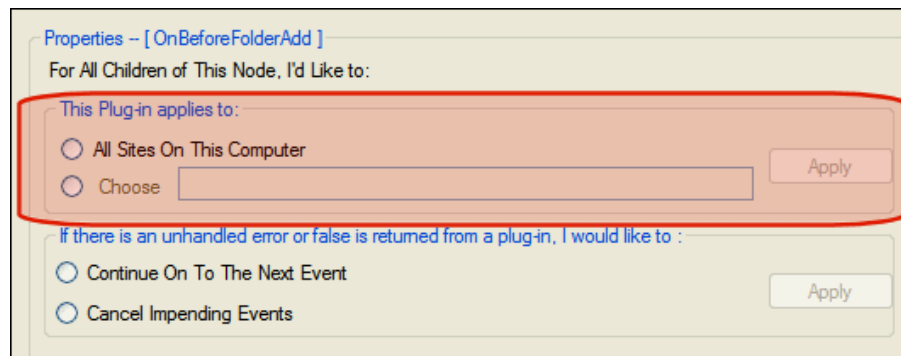 Properties -- [ OnBeforeFolderAdd ]
For All Children of This Node, I'd Like to:
This Plug-in applies to:
All Sites On This Computer
Choose
Apply
If there is an unhandled error or false is returned from a plug-in, I would like to :
Continue On To The Next Event
Cancel Impending Events
Apply